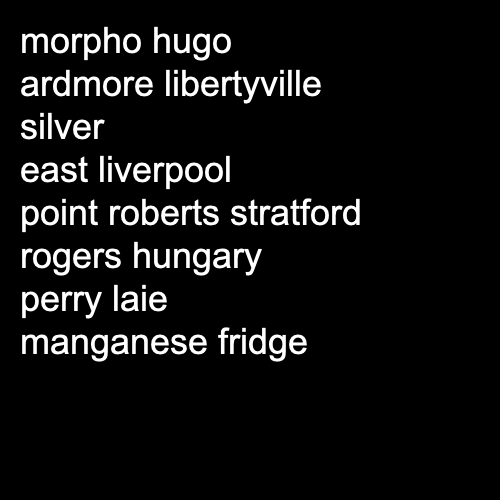 morpho hugo
ardmore libertyville
silver
east liverpool
point roberts stratford
rogers hungary
perry laie
manganese fridge